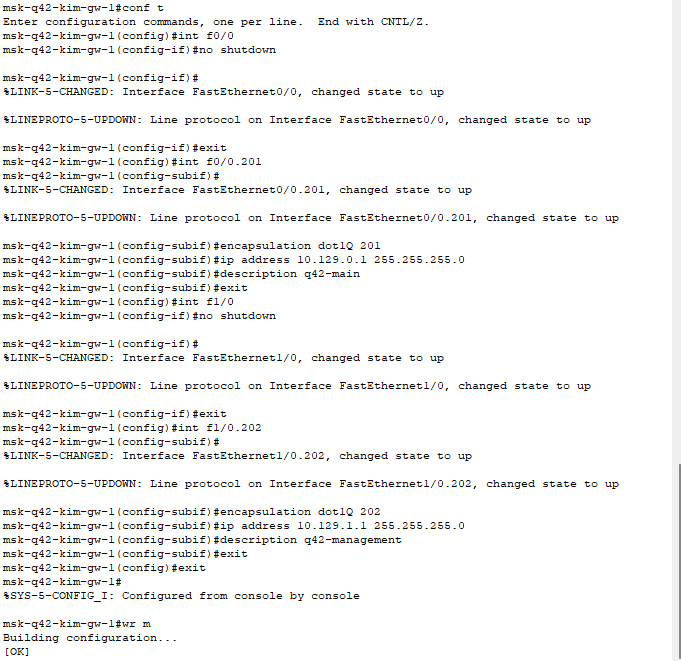 msk-q42-kim-gw-1#conf t
Enter configuration commands, one per line.  End with CNTL/Z.
msk-q42-kim-gw-1(config)#int f0/0
msk-q42-kim-gw-1(config-if)#no shutdown
msk-q42-kim-gw-1(config-if)#
%LINK-5-CHANGED: Interface FastEthernet0/0, changed state to up
%LINEPROTO-5-UPDOWN: Line protocol on Interface FastEthernet0/0, changed state to up
msk-q42-kim-gw-1(config-if)#exit
msk-q42-kim-gw-1(config)#int f0/0.201
msk-q42-kim-gw-1(config-subif)#
%LINK-5-CHANGED: Interface FastEthernet0/0.201, changed state to up
%LINEPROTO-5-UPDOWN: Line protocol on Interface FastEthernet0/0.201, changed state to up
msk-q42-kim-gw-1(config-subif)#encapsulation dot1Q 201
msk-q42-kim-gw-1(config-subif)#ip address 10.129.0.1 255.255.255.0
msk-q42-kim-gw-1(config-subif)#description q42-main
msk-q42-kim-gw-1(config-subif)#exit
msk-q42-kim-gw-1(config)#int f1/0
msk-q42-kim-gw-1(config-if)#no shutdown
msk-q42-kim-gw-1(config-if)#
%LINK-5-CHANGED: Interface FastEthernet1/0, changed state to up
%LINEPROTO-5-UPDOWN: Line protocol on Interface FastEthernet1/0, changed state to up
msk-q42-kim-gw-1(config-if)#exit
msk-q42-kim-gw-1(config)#int f1/0.202
msk-q42-kim-gw-1(config-subif)#
%LINK-5-CHANGED: Interface FastEthernet1/0.202, changed state to up
%LINEPROTO-5-UPDOWN: Line protocol on Interface FastEthernet1/0.202, changed state to up
msk-q42-kim-gw-1(config-subif)#encapsulation dot1Q 202
msk-q42-kim-gw-1(config-subif)#ip address 10.129.1.1 255.255.255.0
msk-q42-kim-gw-1(config-subif)#description q42-management
msk-q42-kim-gw-1(config-subif)#exit
msk-q42-kim-gw-1(config)#exit
msk-q42-kim-gw-1#
%SYS-5-CONFIG_I: Configured from console by console
msk-q42-kim-gw-1#wr m
Building configuration...
[OK]